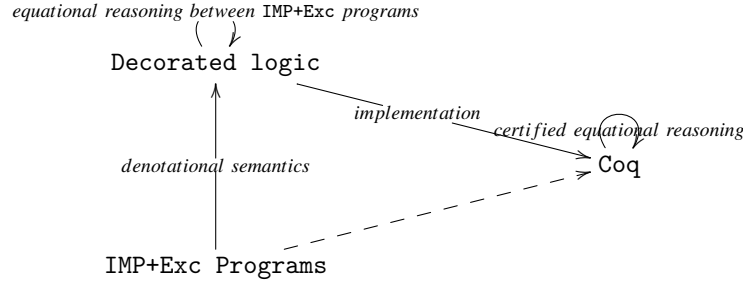 equational reasoning between IMP+Exc programs
Decorated logic
implementation
certified equational reasoning
Coq
denotational semantics
IMP+Exc Programs